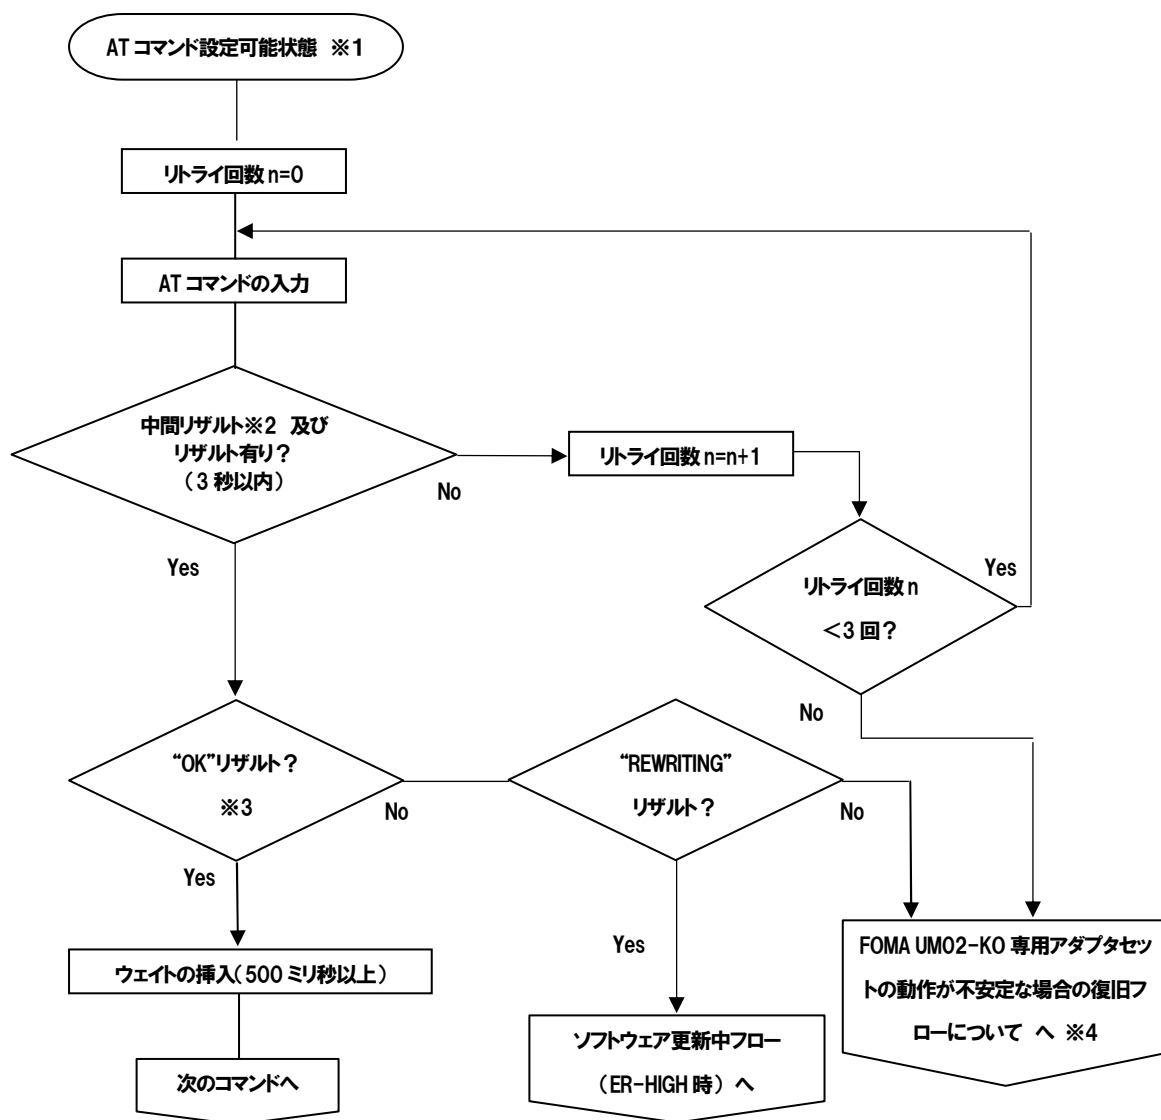 AT コマンド設定可能状態 ※1
リトライ回数 n=0
AT コマンドの入力
中間リザルト※2 及び
リザルト有り？
（3 秒以内）
No
リトライ回数 n=n+1
Yes
リトライ回数 n
＜3 回？
Yes
No
“OK”リザルト？
※3
No
“REWRITING”
リザルト？
No
Yes
Yes
ウェイトの挿入（500 ミリ秒以上）
次のコマンドへ
ソフトウェア更新中フロー
（ER-HIGH 時）へ
FOMA UM02-KO 専用アダプタセッ
トの動作が不安定な場合の復旧フ
ローについて へ ※4